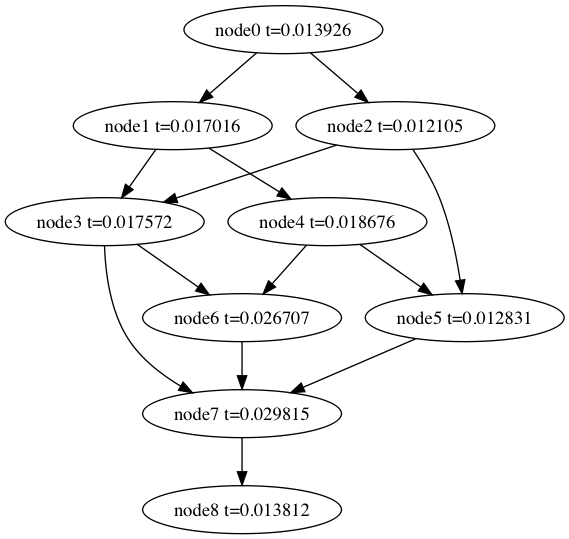 node0 t=0.013926
node1 t=0.017016
node2 t=0.012105
node3 t=0.017572
node4 t=0.018676
node6 t=0.026707
node5 t=0.012831
node7 t=0.029815
node8 t=0.013812